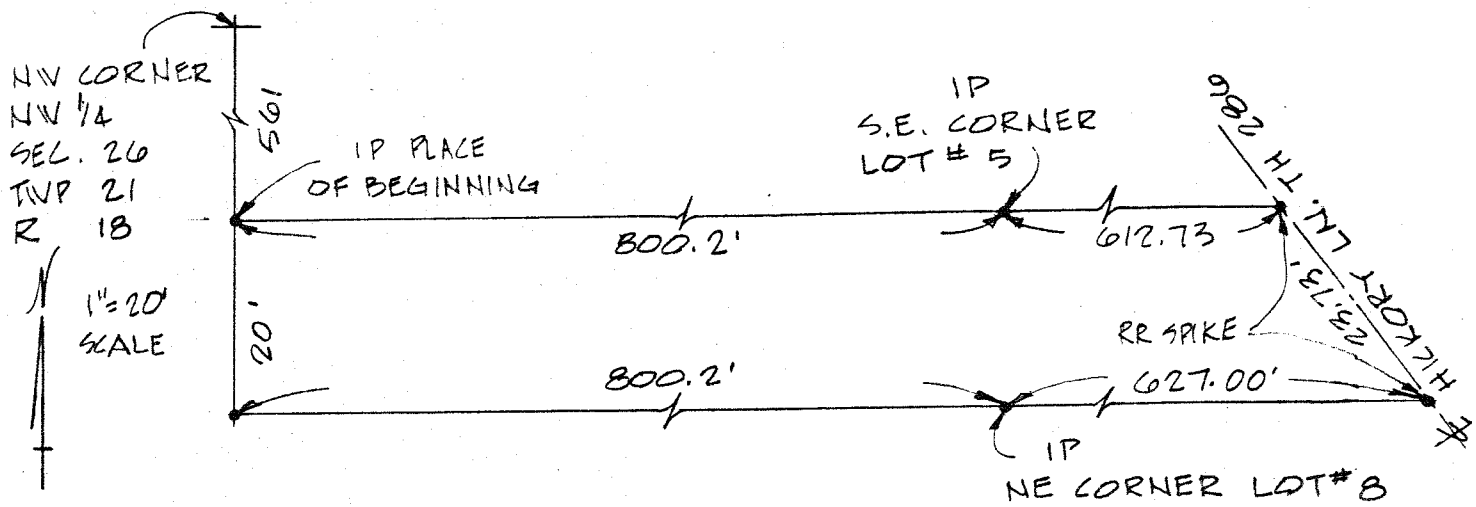 NW CORNER
NW 1/4
SEC. 26
TWP 21
R 18
561
IP PLACE
OF BEGINNING
IP
S.E. CORNER
LOT # 5
HICKORY LN. TH 286
800.2'
612.73
23.73'
1"=20'
SCALE
20'
RR SPIKE
800.2'
627.00'
IP
NE CORNER LOT # 8